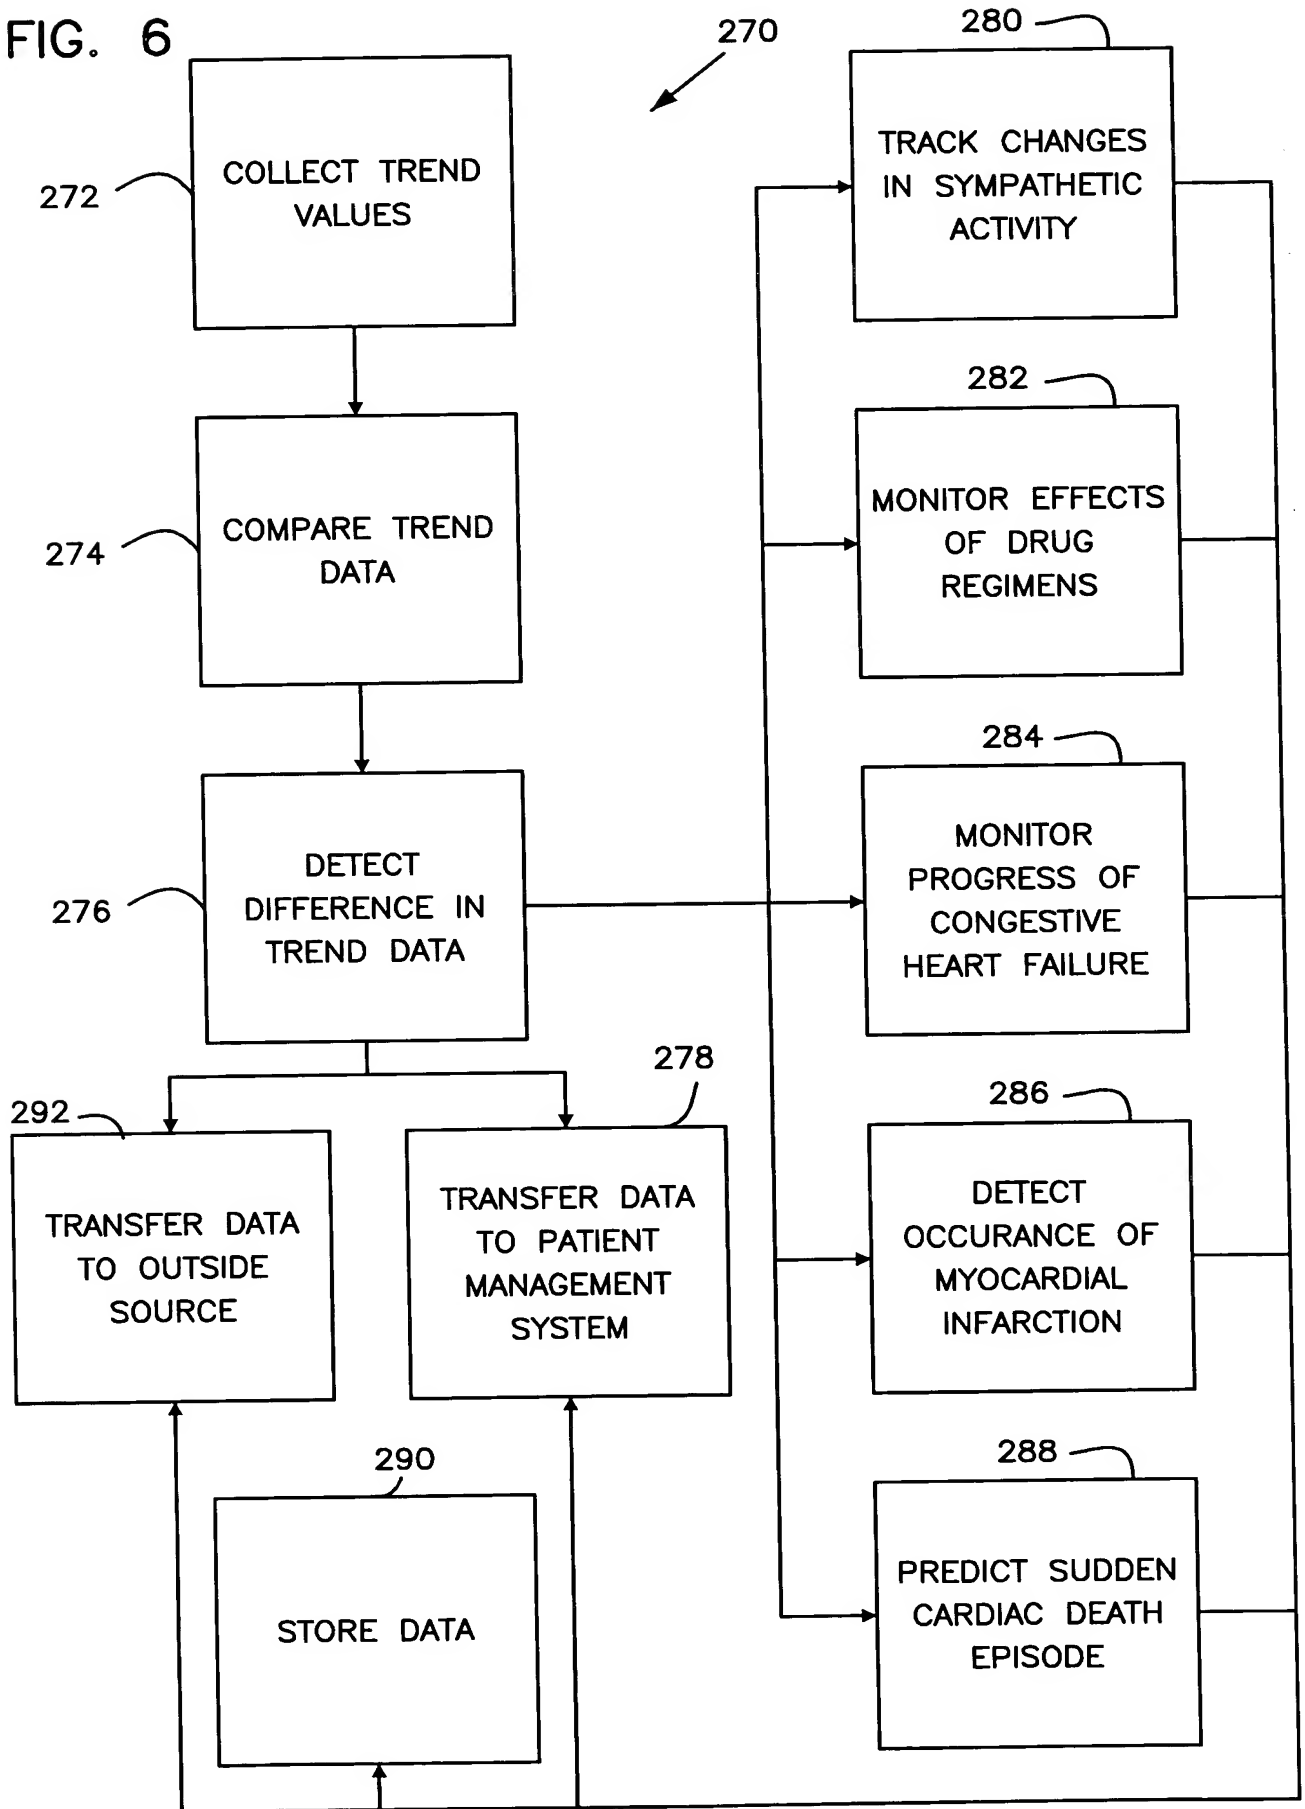 FIG. 6
270
272
COLLECT TREND
VALUES
274
COMPARE TREND
DATA
276
DETECT
DIFFERENCE IN
TREND DATA
292
TRANSFER DATA
TO OUTSIDE
SOURCE
278
TRANSFER DATA
TO PATIENT
MANAGEMENT
SYSTEM
290
STORE DATA
280
TRACK CHANGES
IN SYMPATHETIC
ACTIVITY
282
MONITOR EFFECTS
OF DRUG
REGIMENS
284
MONITOR
PROGRESS OF
CONGESTIVE
HEART FAILURE
286
DETECT
OCCURANCE OF
MYOCARDIAL
INFARCTION
288
PREDICT SUDDEN
CARDIAC DEATH
EPISODE